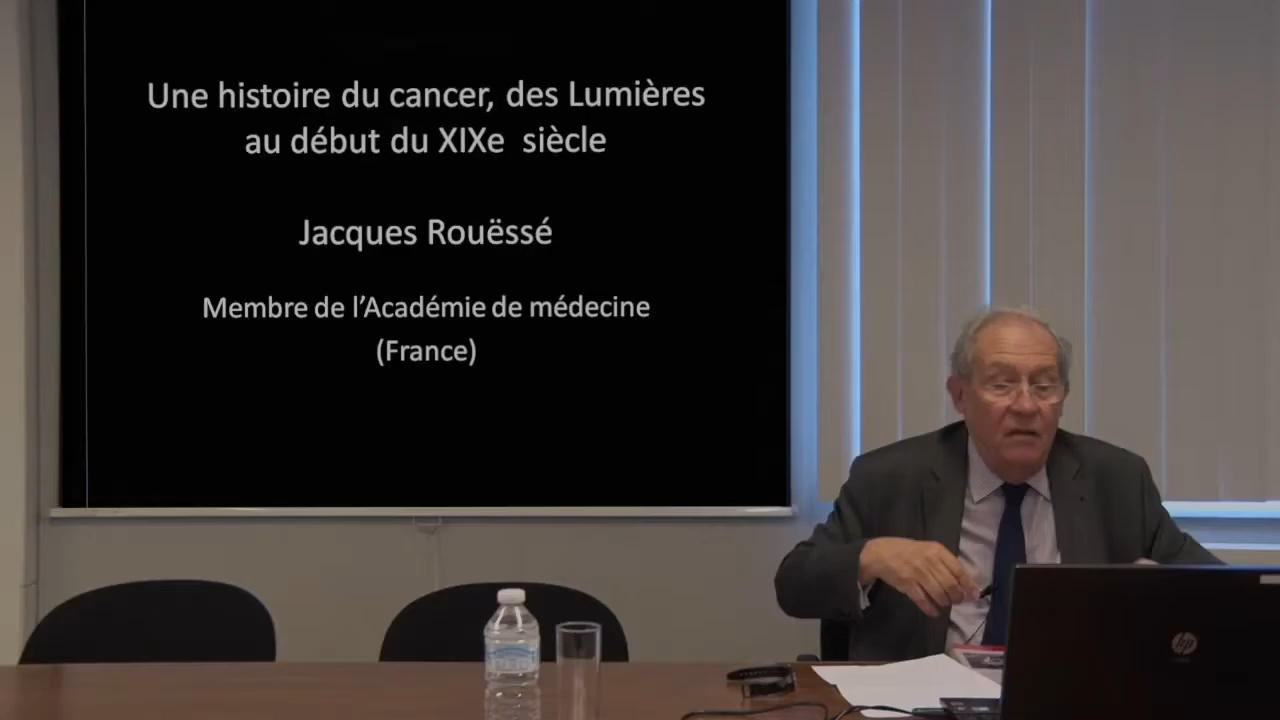 Une histoire du cancer, des Lumières
au début du XIXe siècle
Jacques Rouëssé
Membre de l’Académie de médecine
(France)
hp